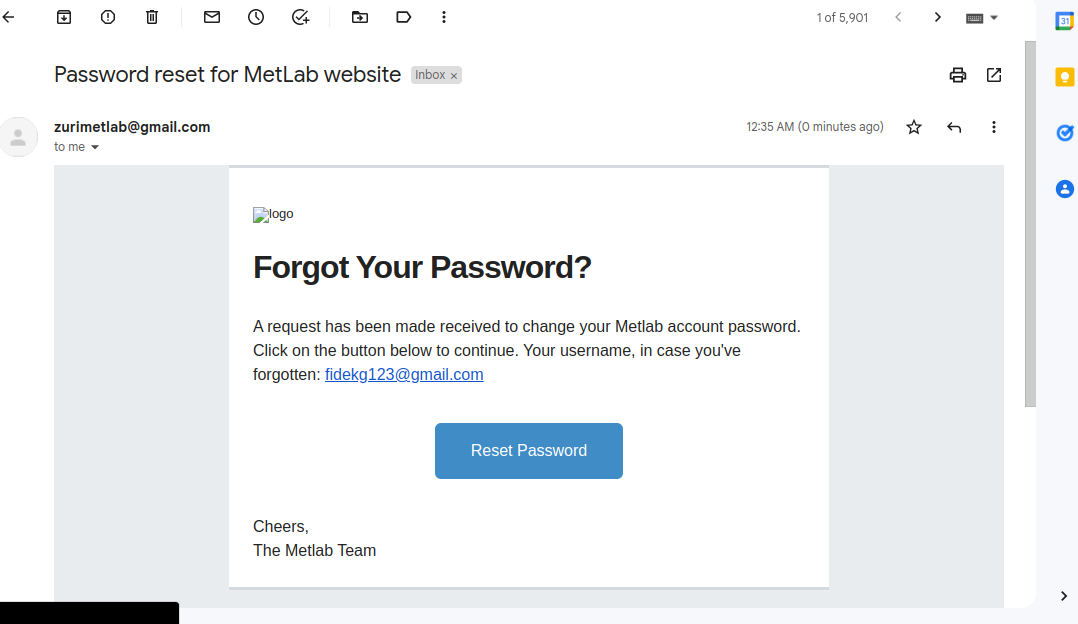 1 of 5,901
Password reset for MetLab website
Inbox ×
zurimetlab@gmail.com
12:35 AM (0 minutes ago)
to me
logo
Forgot Your Password?
A request has been made received to change your Metlab account password.
Click on the button below to continue. Your username, in case you've
forgotten: fidekg123@gmail.com
Reset Password
Cheers,
The Metlab Team
31